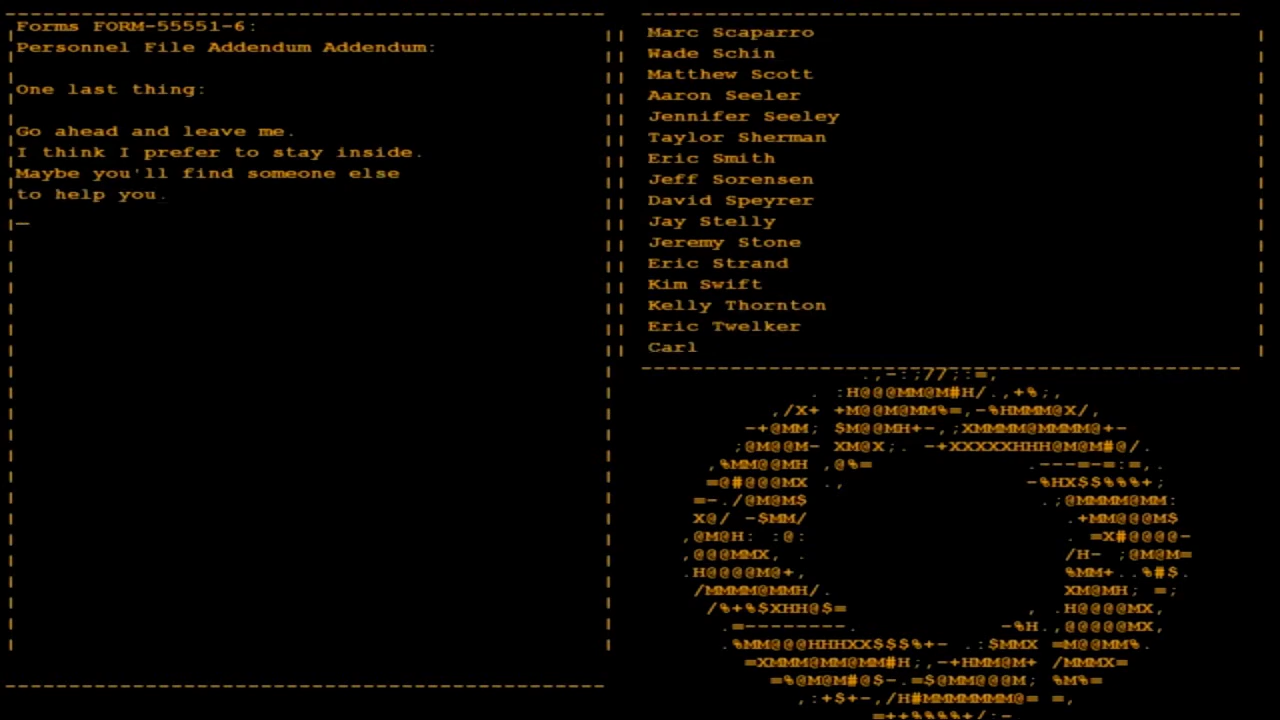 Forms FORM-55551-6:
Personnel File Addendum Addendum:
One last thing:
Go ahead and leave me.
I think I prefer to stay inside.
Maybe you'll find someone else
to help you.
Marc Scaparro
Wade Schin
Matthew Scott
Aaron Seeler
Jennifer Seeley
Taylor Sherman
Eric Smith
Jeff Sorensen
David Speyrer
Jay Stelly
Jeremy Stone
Eric Strand
Kim Swift
Kelly Thornton
Eric Twelker
Carl